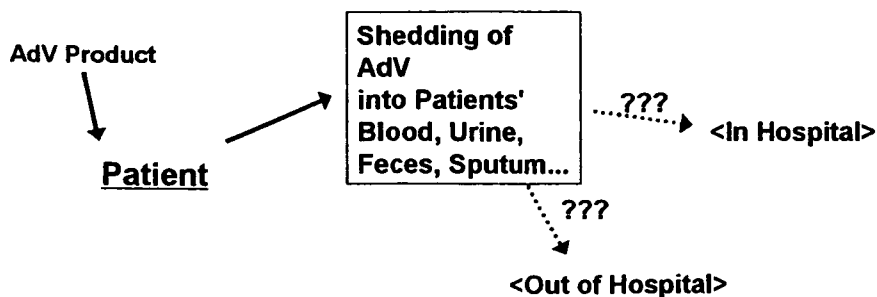 AdV Product
Patient
Shedding of
AdV
into Patients'
Blood, Urine,
Feces, Sputum...
???
<In Hospital>
???
<Out of Hospital>